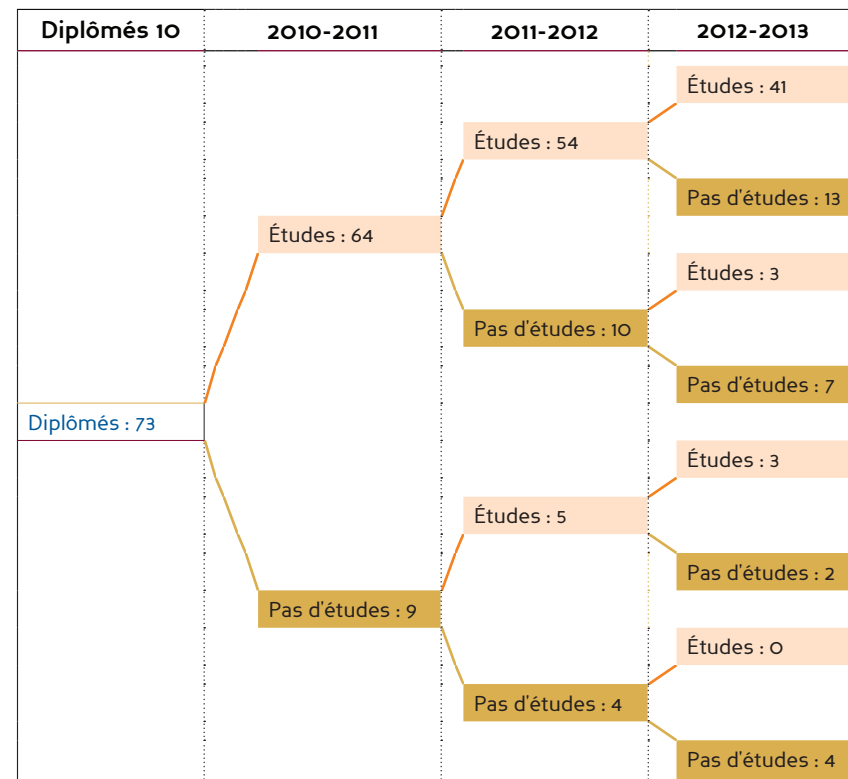 Diplômés 10 2010-2011 2011-2012 2012-2013
Études : 41
Études : 54
Pas d'études : 13
Études : 64
Études : 3
Pas d'études : 10
Pas d'études : 7
Diplômés : 73
Études : 3
Études : 5
Pas d'études : 2
Pas d'études : 9
Études : 0
Pas d'études : 4
Pas d'études : 4